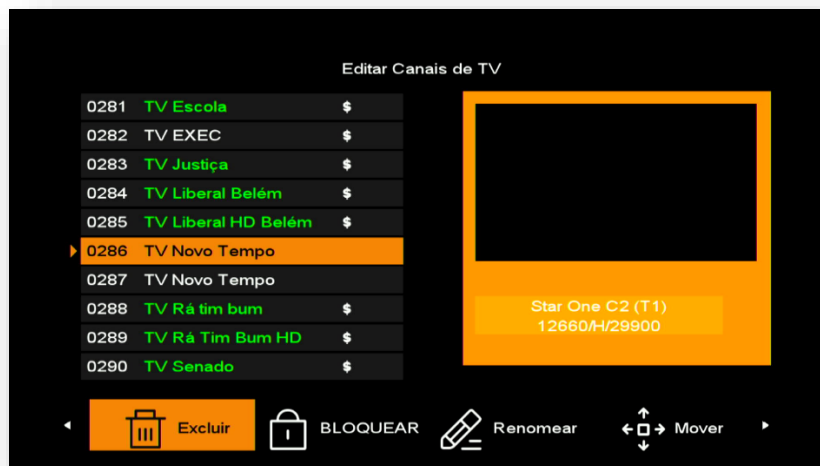 Editar Canais de TV
0281 TV Escola $
0282 TV EXEC $
0283 TV Justiça $
0284 TV Liberal Belém $
0285 TV Liberal HD Belém $
0286 TV Novo Tempo
0287 TV Novo Tempo
0288 TV Rá tim bum $
0289 TV Rá Tim Bum HD $
0290 TV Senado $
Star One C2 (T1)
12660/H/29900
Excluir BLOQUEAR Renomear Mover